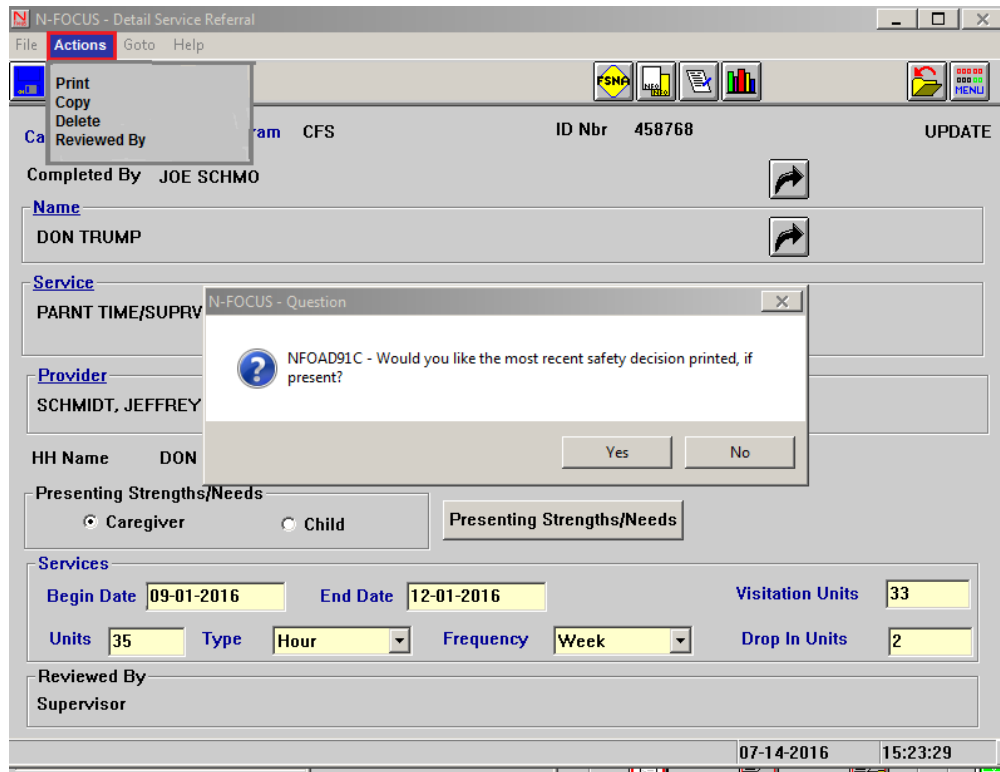 N-FOCUS - Detail Service Referral
File Actions Goto Help
Print
Copy
Delete
Reviewed By
FSNA
INFO
INFO
MENU
Ca
ram CFS ID Nbr 458768 UPDATE
Completed By JOE SCHMO
Name
DON TRUMP
Service
PARNT TIME/SUPRV
N-FOCUS - Question
NFOAD91C - Would you like the most recent safety decision printed, if
present?
Yes No
Provider
SCHMIDT, JEFFREY
HH Name DON
Presenting Strengths/Needs
Caregiver Child
Presenting Strengths/Needs
Services
Begin Date 09-01-2016 End Date 12-01-2016 Visitation Units 33
Units 35 Type Hour Frequency Week Drop In Units 2
Reviewed By
Supervisor
07-14-2016 15:23:29